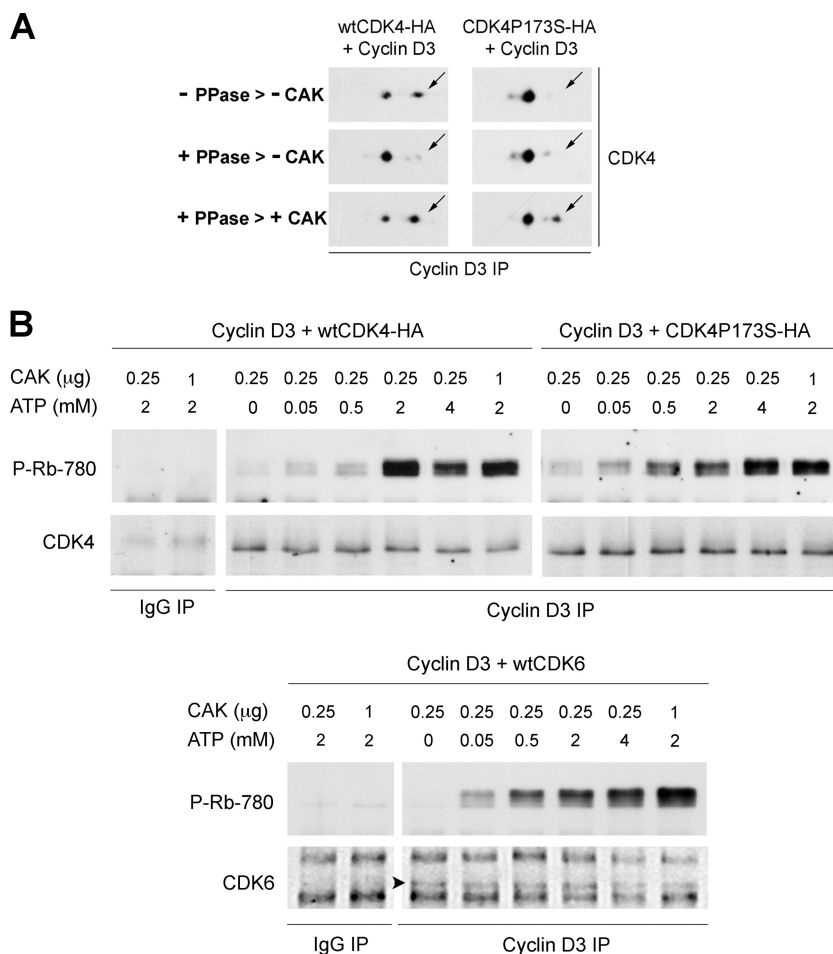 A
wtCDK4-HA CDK4P173S-HA
+ Cyclin D3 + Cyclin D3
- PPase > - CAK
+ PPase > - CAK
CDK4
+ PPase > + CAK
Cyclin D3 IP
B
Cyclin D3 + wtCDK4-HA Cyclin D3 + CDK4P173S-HA
CAK (μg) 0.25 1 0.25 0.25 0.25 0.25 0.25 1 0.25 0.25 0.25 0.25 0.25 1
ATP (mM) 2 2 0 0.05 0.5 2 4 2 0 0.05 0.5 2 4 2
P-Rb-780
CDK4
IgG IP Cyclin D3 IP
Cyclin D3 + wtCDK6
CAK (μg) 0.25 1 0.25 0.25 0.25 0.25 0.25 1
ATP (mM) 2 2 0 0.05 0.5 2 4 2
P-Rb-780
CDK6
IgG IP Cyclin D3 IP